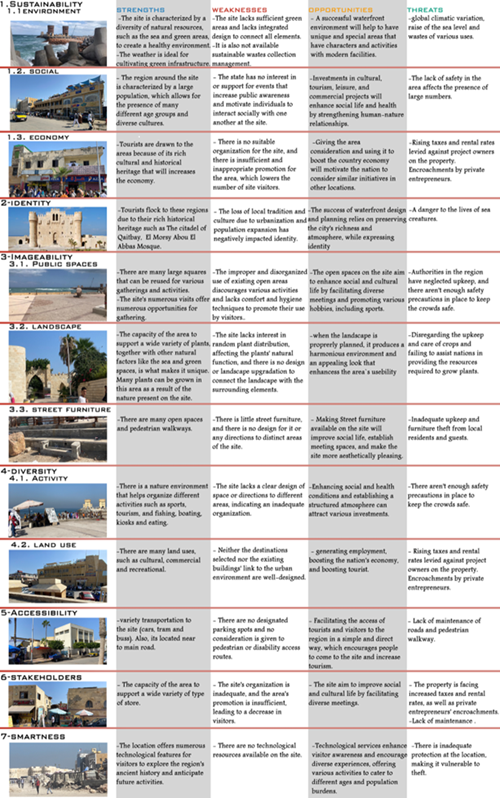 1.SUSTAINABILITY
1.1ENVIRONMENT
STRENGTHS
WEAKNESSES
OPPORTUNITIES
THREATS
-The site is characterized by a
diversity of natural resources,
such as the sea and green areas,
to create a healthy environment.
-The weather is ideal for
cultivating green infrastructure.
-The site lacks sufficient green
areas and lacks integrated
design to connect all elements.
-It is also not available
sustainable wastes collection
management.
- A successful waterfront
environment will help to have
unique and special areas that
have characters and activities
with modern facilities.
-global climatic variation,
raise of the sea level and
wastes of various uses.
1.2. SOCIAL
- The region around the site
is characterized by a large
population, which allows for
the presence of many
different age groups and
diverse cultures.
- The state has no interest in
or support for events that
increase public awareness
and motivate individuals to
interact socially with one
another at the site.
-Investments in cultural,
tourism, leisure, and
commercial projects will
enhance social life and health
by strengthening human-nature
relationships.
-The lack of safety in the
area affects the presence of
large numbers.
1.3. ECONOMY
-Tourists are drawn to the
areas because of its rich
cultural and historical
heritage that will increases
the economy.
- There is no suitable
organization for the site, and
there is insufficient and
inappropriate promotion for
the area, which lowers the
number of site visitors.
-Giving the area
consideration and using it to
boost the country economy
will motivate the nation to
consider similar initiatives in
other locations.
-Rising taxes and rental rates
levied against project owners
on the property.
Encroachments by private
entrepreneurs.
2-IDENTITY
-Tourists flock to these regions
due to their rich historical
heritage such as The citadel of
Qaitbay, El Morsy Abou El
Abbas Mosque.
- The loss of local tradition and
culture due to urbanization and
population expansion has
negatively impacted identity.
-The success of waterfront design
and planning relies on preserving
the city's richness and
atmosphere, while expressing
identity
-A danger to the lives of sea
creatures.
3-IMAGEABILITY
3.1. PUBLIC SPACES
-There are many large squares
that can be reused for various
gatherings and activities.
-The site's numerous visits offer
numerous opportunities for
gathering.
-The improper and disorganized
use of existing open areas
discourages various activities
and lacks comfort and hygiene
techniques to promote their use
by visitors..
-The open spaces on the site aim
to enhance social and cultural
life by facilitating diverse
meetings and promoting various
hobbies, including sports.
-Authorities in the region
have neglected upkeep, and
there aren't enough safety
precautions in place to keep
the crowds safe.
3.2. LANDSCAPE
-The capacity of the area to
support a wide variety of plants,
together with other natural
factors like the sea and green
spaces, is what makes it unique.
Many plants can be grown in
this area as a result of the
nature present on the site.
-The site lacks interest in
random plant distribution,
affecting the plants' natural
function, and there is no design
or landscape upgradation to
connect the landscape with the
surrounding elements.
-when the landscape is
proprerly planned, it produces a
harmonious environment and
an appealing look that
enhances the area's usebility
-Disregarding the upkeep
and care of crops and
failing to assist nations in
providing the resources
required to grow plants.
3.3. STREET FURNITURE
-There are many open spaces
and pedestrian walkways.
-There is little street furniture,
and there is no design for it or
any directions to distinct areas
of the site.
- Making Street furniture
available on the site will
improve social life, establish
meeting spaces, and make the
site more aesthetically pleasing.
-Inadequate upkeep and
furniture theft from local
residents and guests.
4-DIVERSITY
4.1. ACTIVITY
-There is a nature environment
that helps organize different
activities such as sports,
tourism, and fishing, boating,
kiosks and eating.
-The site lacks a clear design of
space or directions to different
areas, indicating an inadequate
organization.
-Enhancing social and health
conditions and establishing a
structured atmosphere can
attract various investments.
-There aren't enough safety
precautions in place to keep
the crowds safe.
4.2. LAND USE
-There are many land uses,
such as cultural, commercial
and recreational.
- Neither the destinations
selected nor the existing
buildings' link to the urban
environment are well-designed.
- generating employment,
boosting the nation's economy,
and boosting tourist.
- Rising taxes and rental
rates levied against project
owners on the property.
Encroachments by private
entrepreneurs.
5-ACCESSIBILITY
-variety transportation to
the site (cars, tram and
bus). Also, its located near
to main road.
- There are no designated
parking spots and no
consideration is given to
pedestrian or disability access
routes.
- Facilitating the access of
tourists and visitors to the
region in a simple and direct
way, which encourages people
to come to the site and increase
tourism.
- Lack of maintenance of
roads and pedestrian
walkway.
6-STAKEHOLDERS
- The capacity of the area to
support a wide variety of type
of store.
- The site's organization is
inadequate, and the area's
promotion is insufficient,
leading to a decrease in
visitors.
- The site aim to improve social
and cultural life by facilitating
diverse meetings.
- The property is facing
increased taxes and rental
rates, as well as private
entrepreneurs' encroachments.
-Lack of maintenance .
7-SMARTNESS
-The location offers numerous
technological features for
visitors to explore the region's
ancient history and anticipate
future activities.
- There are no technological
resources available on the site.
-Technological services enhance
visitor awareness and encourage
diverse experiences, offering
various activities to cater to
different ages and population
burdens.
-There is inadequate
protection at the location,
making it vulnerable to
theft.